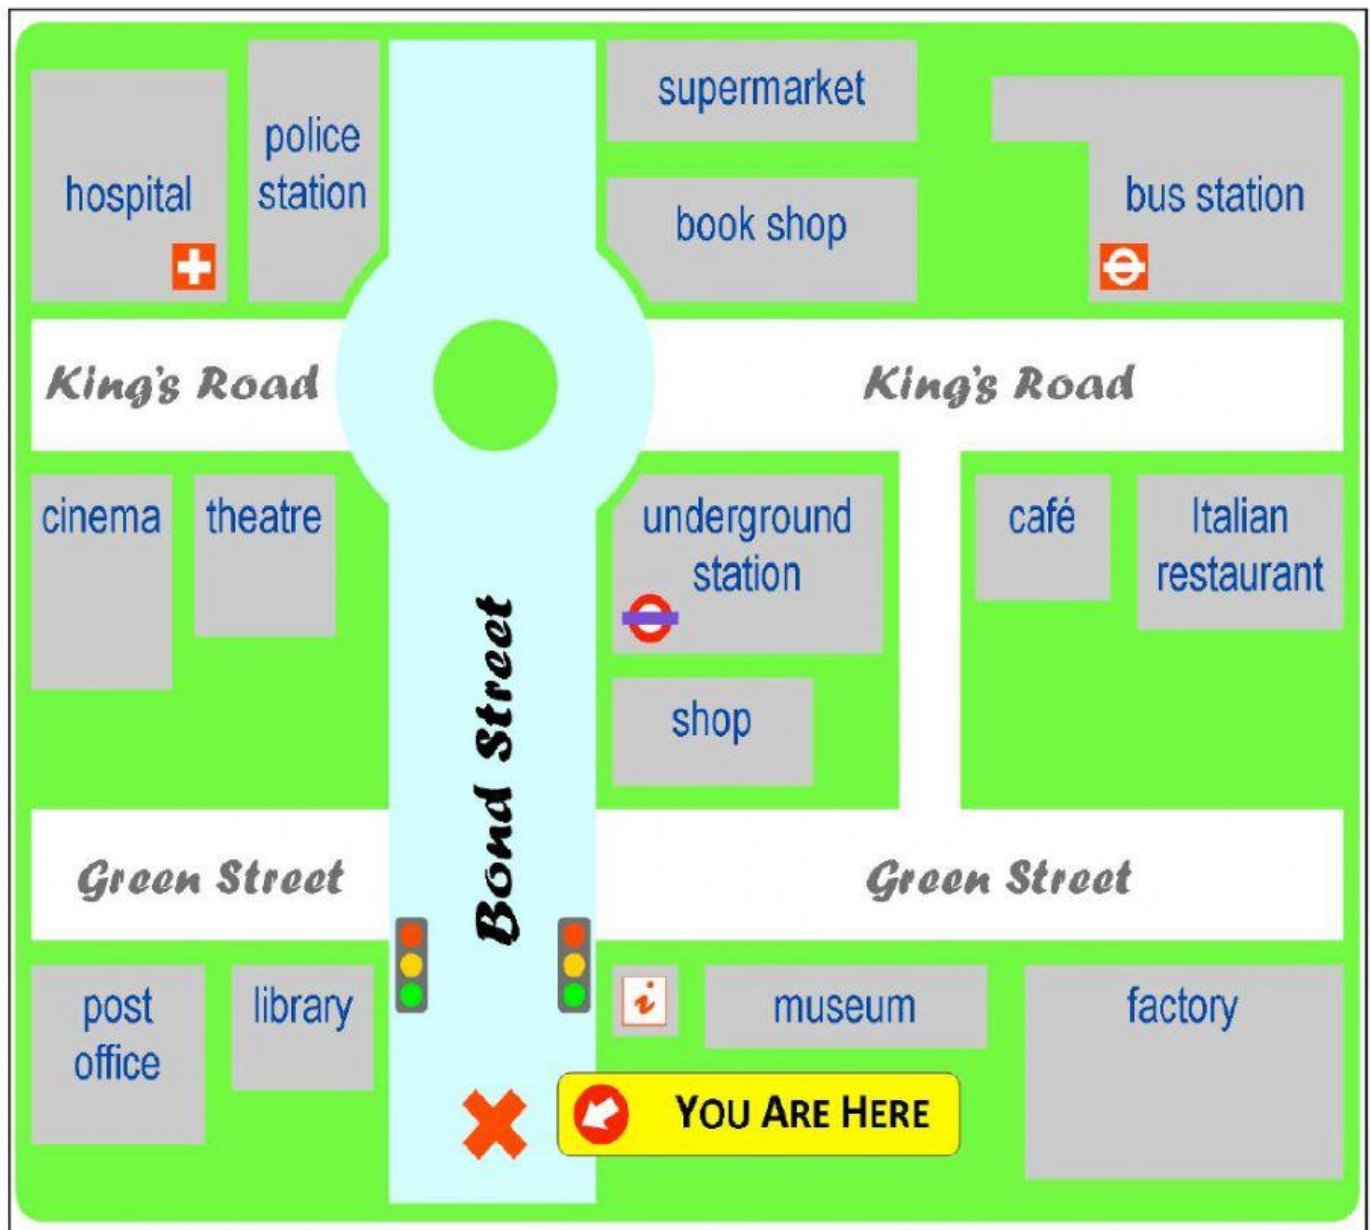 supermarket
police
station
hospital
book shop
bus station
King's Road
King's Road
cinema
theatre
underground
station
café
Italian
restaurant
shop
Bond Street
Green Street
Green Street
post
office
library
i
museum
factory
YOU ARE HERE